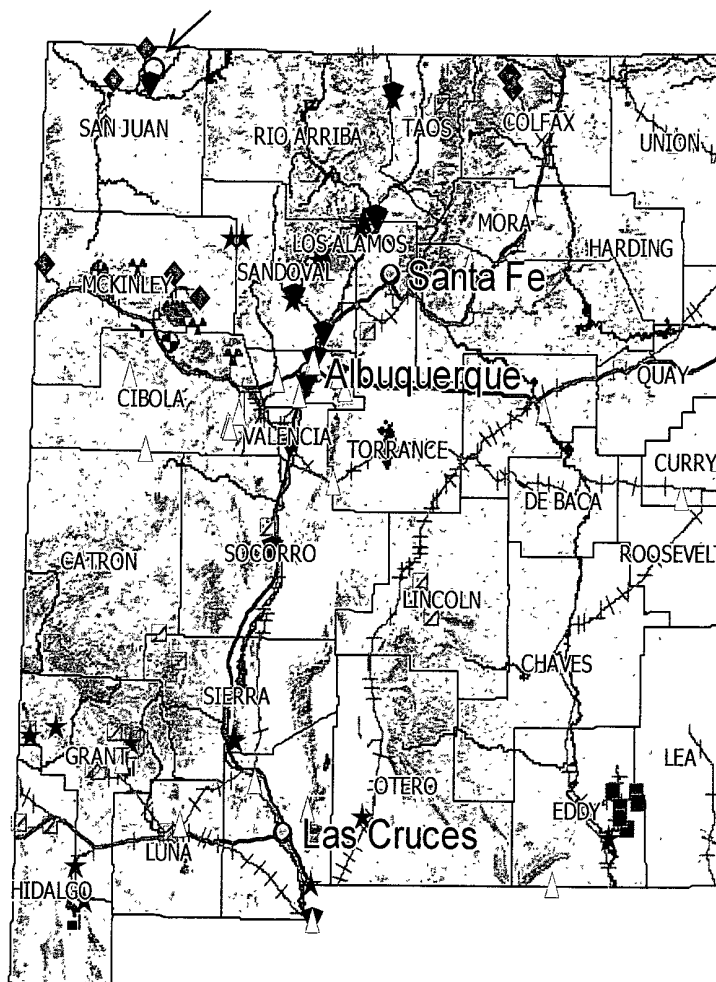 SAN JUAN
RIO ARRIBA
TAOS
COLFAX
UNION
MORA
LOS ALAMOS
HARDING
SANDOVAL
Santa Fe
MCKINLEY
Albuquerque
QUAY
CIBOLA
VALENCIA
TORRANCE
CURRY
DE BACA
CATRON
SOCORRO
ROOSEVELT
LINCOLN
CHAVES
SIERRA
GRANT
OTERO
LEA
EDDY
Las Cruces
LUNA
HIDALGO